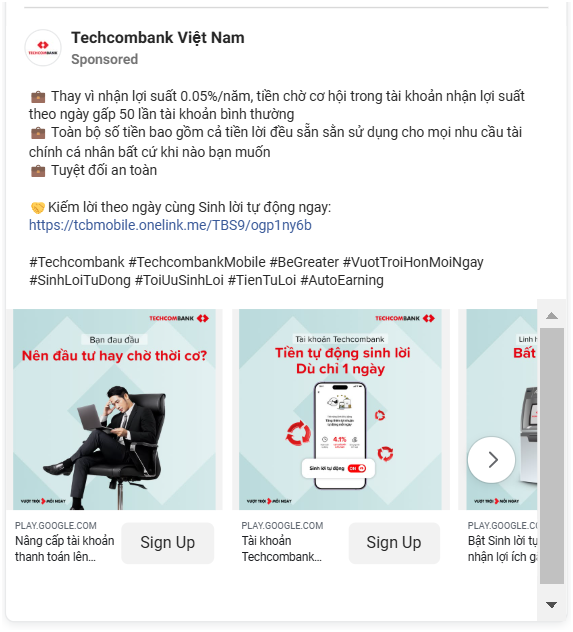 Techcombank Việt Nam
Sponsored
💼 Thay vì nhận lợi suất 0.05%/năm, tiền chờ cơ hội trong tài khoản nhận lợi suất
theo ngày gấp 50 lần tài khoản bình thường
💼 Toàn bộ số tiền bao gồm cả tiền lời đều sẵn sằn sử dụng cho mọi nhu cầu tài
chính cá nhân bất cứ khi nào bạn muốn
💼 Tuyệt đối an toàn
🤝Kiếm lời theo ngày cùng Sinh lời tự động ngay:
https://tcbmobile.onelink.me/TBS9/ogp1ny6b
#Techcombank #TechcombankMobile #BeGreater #VuotTroiHonMoiNgay
#SinhLoiTuDong #ToiUuSinhLoi #TienTuLoi #AutoEarning
TECHCOMBANK
Bạn đau đầu
Nên đầu tư hay chờ thời cơ?
VƯỢT TRỘI MỖI NGÀY
PLAY.GOOGLE.COM
Nâng cấp tài khoản
thanh toán lên...
Sign Up
TECHCOMBANK
Tài khoản Techcombank
Tiền tự động sinh lời
Dù chỉ 1 ngày
4.1%
Sinh lời tự động ON
VƯỢT TRỘI MỖI NGÀY
PLAY.GOOGLE.COM
Tài khoản
Techcombank...
Sign Up
Linh h
Bất
VƯỢT TRỘI MỖI NGÀY
PLAY.GOOGLE.CO
Bật Sinh lời tự
nhận lợi ích g